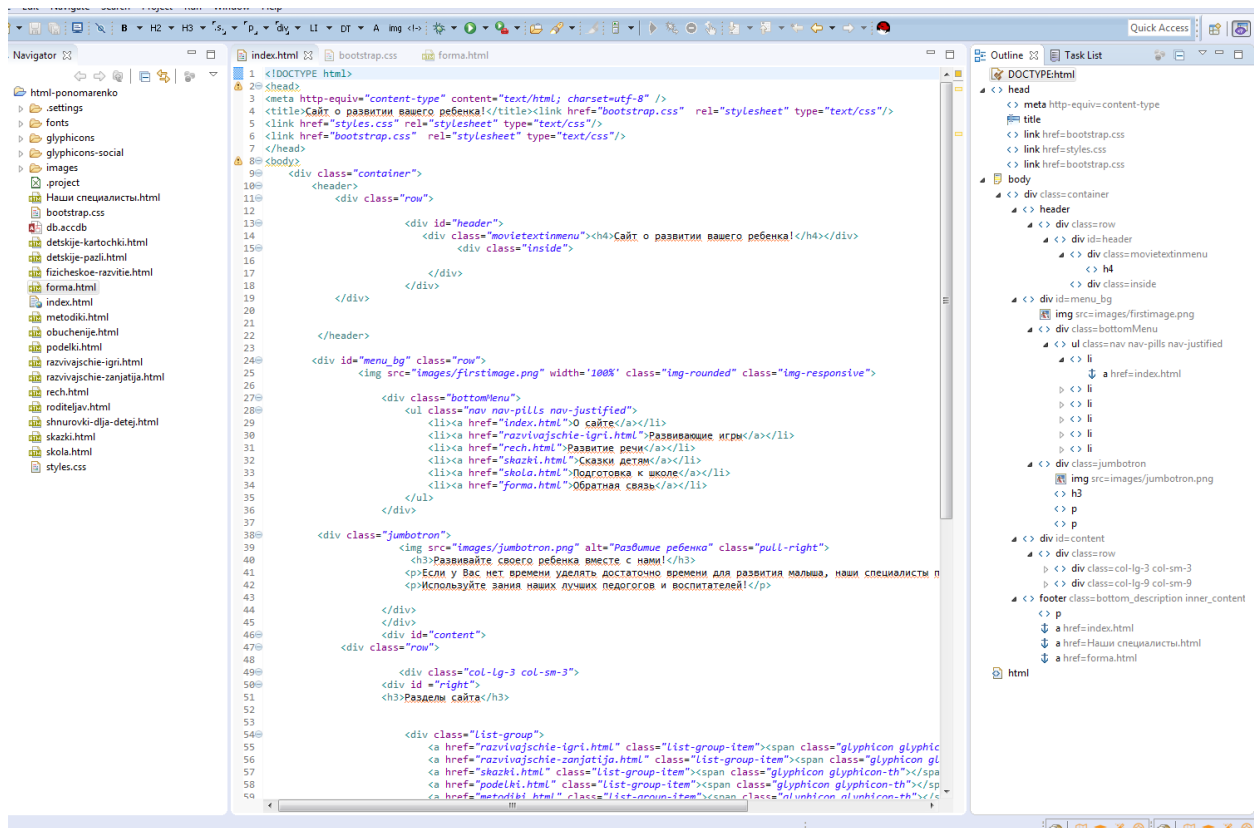 Edit Navigate Search Project Run Window Help
B H2 H3 "s, "p, "div, LI DT A img <!-> Quick Access
Navigator
html-ponomarenko
.settings
fonts
glyphicons
glyphicons-social
images
.project
Наши специалисты.html
bootstrap.css
db.accdb
detskije-kartochki.html
detskije-pazli.html
fizicheskoe-razvitie.html
forma.html
index.html
metodiki.html
obuchenije.html
podelki.html
razvivajschie-igri.html
razvivajschie-zanjatija.html
rech.html
roditeljav.html
shnurovki-dlja-detej.html
skazki.html
skola.html
styles.css
index.html bootstrap.css forma.html
1 <!DOCTYPE html>
2 <head>
3 <meta http-equiv="content-type" content="text/html; charset=utf-8" />
4 <title>Сайт о развитии вашего ребенка!</title><link href="bootstrap.css" rel="stylesheet" type="text/css"/>
5 <link href="styles.css" rel="stylesheet" type="text/css"/>
6 <link href="bootstrap.css" rel="stylesheet" type="text/css"/>
7 </head>
8 <body>
9 <div class="container">
10 <header>
11 <div class="row">
12
13 <div id="header">
14 <div class="movietextinmenu"><h4>Сайт о развитии вашего ребенка!</h4></div>
15 <div class="inside">
16
17 </div>
18 </div>
19 </div>
20
21
22 </header>
23
24 <div id="menu_bg" class="row">
25 <img src="images/firstimage.png" width='100%' class="img-rounded" class="img-responsive">
26
27 <div class="bottomMenu">
28 <ul class="nav nav-pills nav-justified">
29 <li><a href="index.html">О сайте</a></li>
30 <li><a href="razvivajschie-igri.html">Развивающие игры</a></li>
31 <li><a href="rech.html">Развитие речи</a></li>
32 <li><a href="skazki.html">Сказки детям</a></li>
33 <li><a href="skola.html">Подготовка к школе</a></li>
34 <li><a href="forma.html">Обратная связь</a></li>
35 </ul>
36 </div>
37
38 <div class="jumbotron">
39 <img src="images/jumbotron.png" alt="Развитие ребенка" class="pull-right">
40 <h3>Развивайте своего ребенка вместе с нами!</h3>
41 <p>Если у Вас нет времени уделять достаточно времени для развития малыша, наши специалисты п
42 <p>Используйте зания наших лучших педогогов и воспитателей!</p>
43
44 </div>
45 </div>
46 <div id="content">
47 <div class="row">
48
49 <div class="col-lg-3 col-sm-3">
50 <div id ="right">
51 <h3>Разделы сайта</h3>
52
53
54 <div class="list-group">
55 <a href="razvivajschie-igri.html" class="list-group-item"><span class="glyphicon glyphic
56 <a href="razvivajschie-zanjatija.html" class="list-group-item"><span class="glyphicon gl
57 <a href="skazki.html" class="list-group-item"><span class="glyphicon glyphicon-th"></spa
58 <a href="podelki.html" class="list-group-item"><span class="glyphicon glyphicon-th"></sp
59 <a href="metodiki.html" class="list-group-item"><span class="glyphicon glyphicon-th"></s
Outline Task List
DOCTYPE:html
head
meta http-equiv=content-type
title
link href=bootstrap.css
link href=styles.css
link href=bootstrap.css
body
div class=container
header
div class=row
div id=header
div class=movietextinmenu
h4
div class=inside
div id=menu_bg
img src=images/firstimage.png
div class=bottomMenu
ul class=nav nav-pills nav-justified
li
a href=index.html
li
li
li
li
li
div class=jumbotron
img src=images/jumbotron.png
h3
p
p
div id=content
div class=row
div class=col-lg-3 col-sm-3
div class=col-lg-9 col-sm-9
footer class=bottom_description inner_content
p
a href=index.html
a href=Наши специалисты.html
a href=forma.html
html